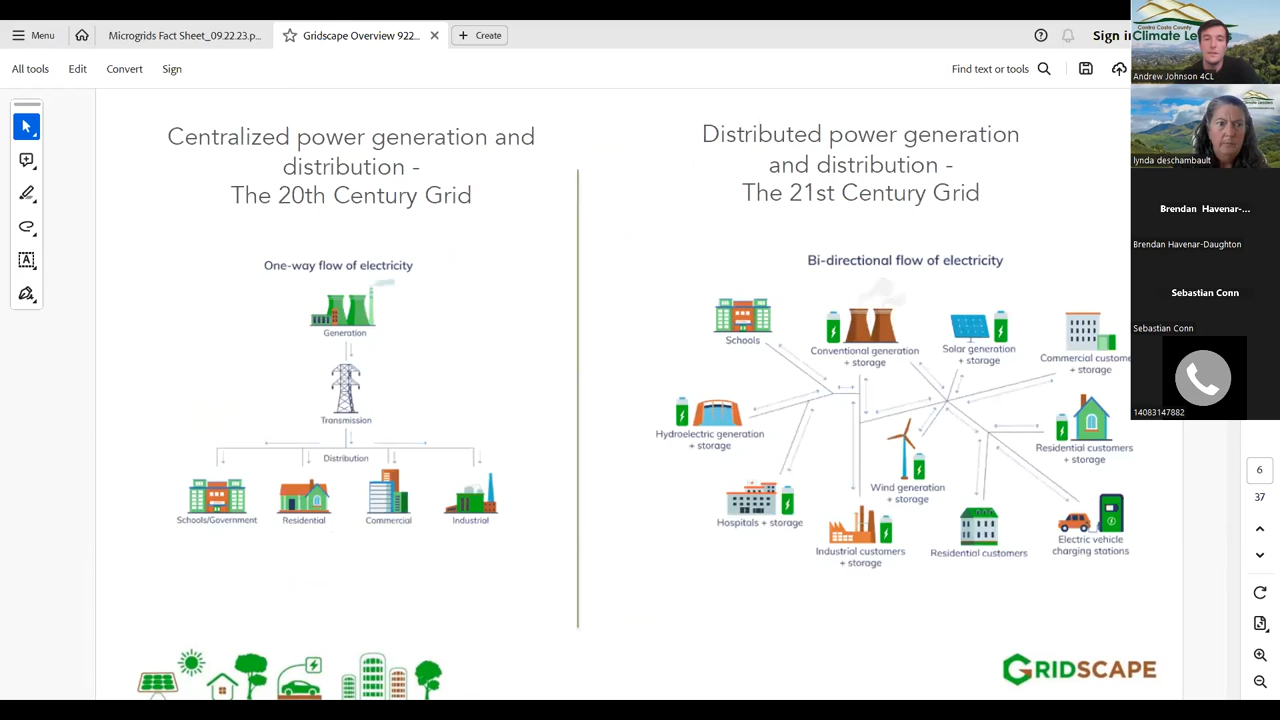 Menu
Microgrids Fact Sheet_09.22.23.p...
Gridscape Overview 922...
Create
Sign i
All tools
Edit
Convert
Sign
Find text or tools
Centralized power generation and
distribution -
The 20th Century Grid
One-way flow of electricity
Generation
Transmission
Distribution
Schools/Government
Residential
Commercial
Industrial
Distributed power generation
and distribution -
The 21st Century Grid
Bi-directional flow of electricity
Schools
Conventional generation
+ storage
Solar generation
+ storage
Commercial custome
+ storage
Hydroelectric generation
+ storage
Residential customers
+ storage
Wind generation
+ storage
Hospitals + storage
Industrial customers
+ storage
Residential customers
Electric vehicle
charging stations
GRIDSCAPE
Contra Costa County
Climate Le
Andrew Johnson 4CL
lynda deschambault
Brendan Havenar-...
Brendan Havenar-Daughton
Sebastian Conn
Sebastian Conn
14083147882
6
37